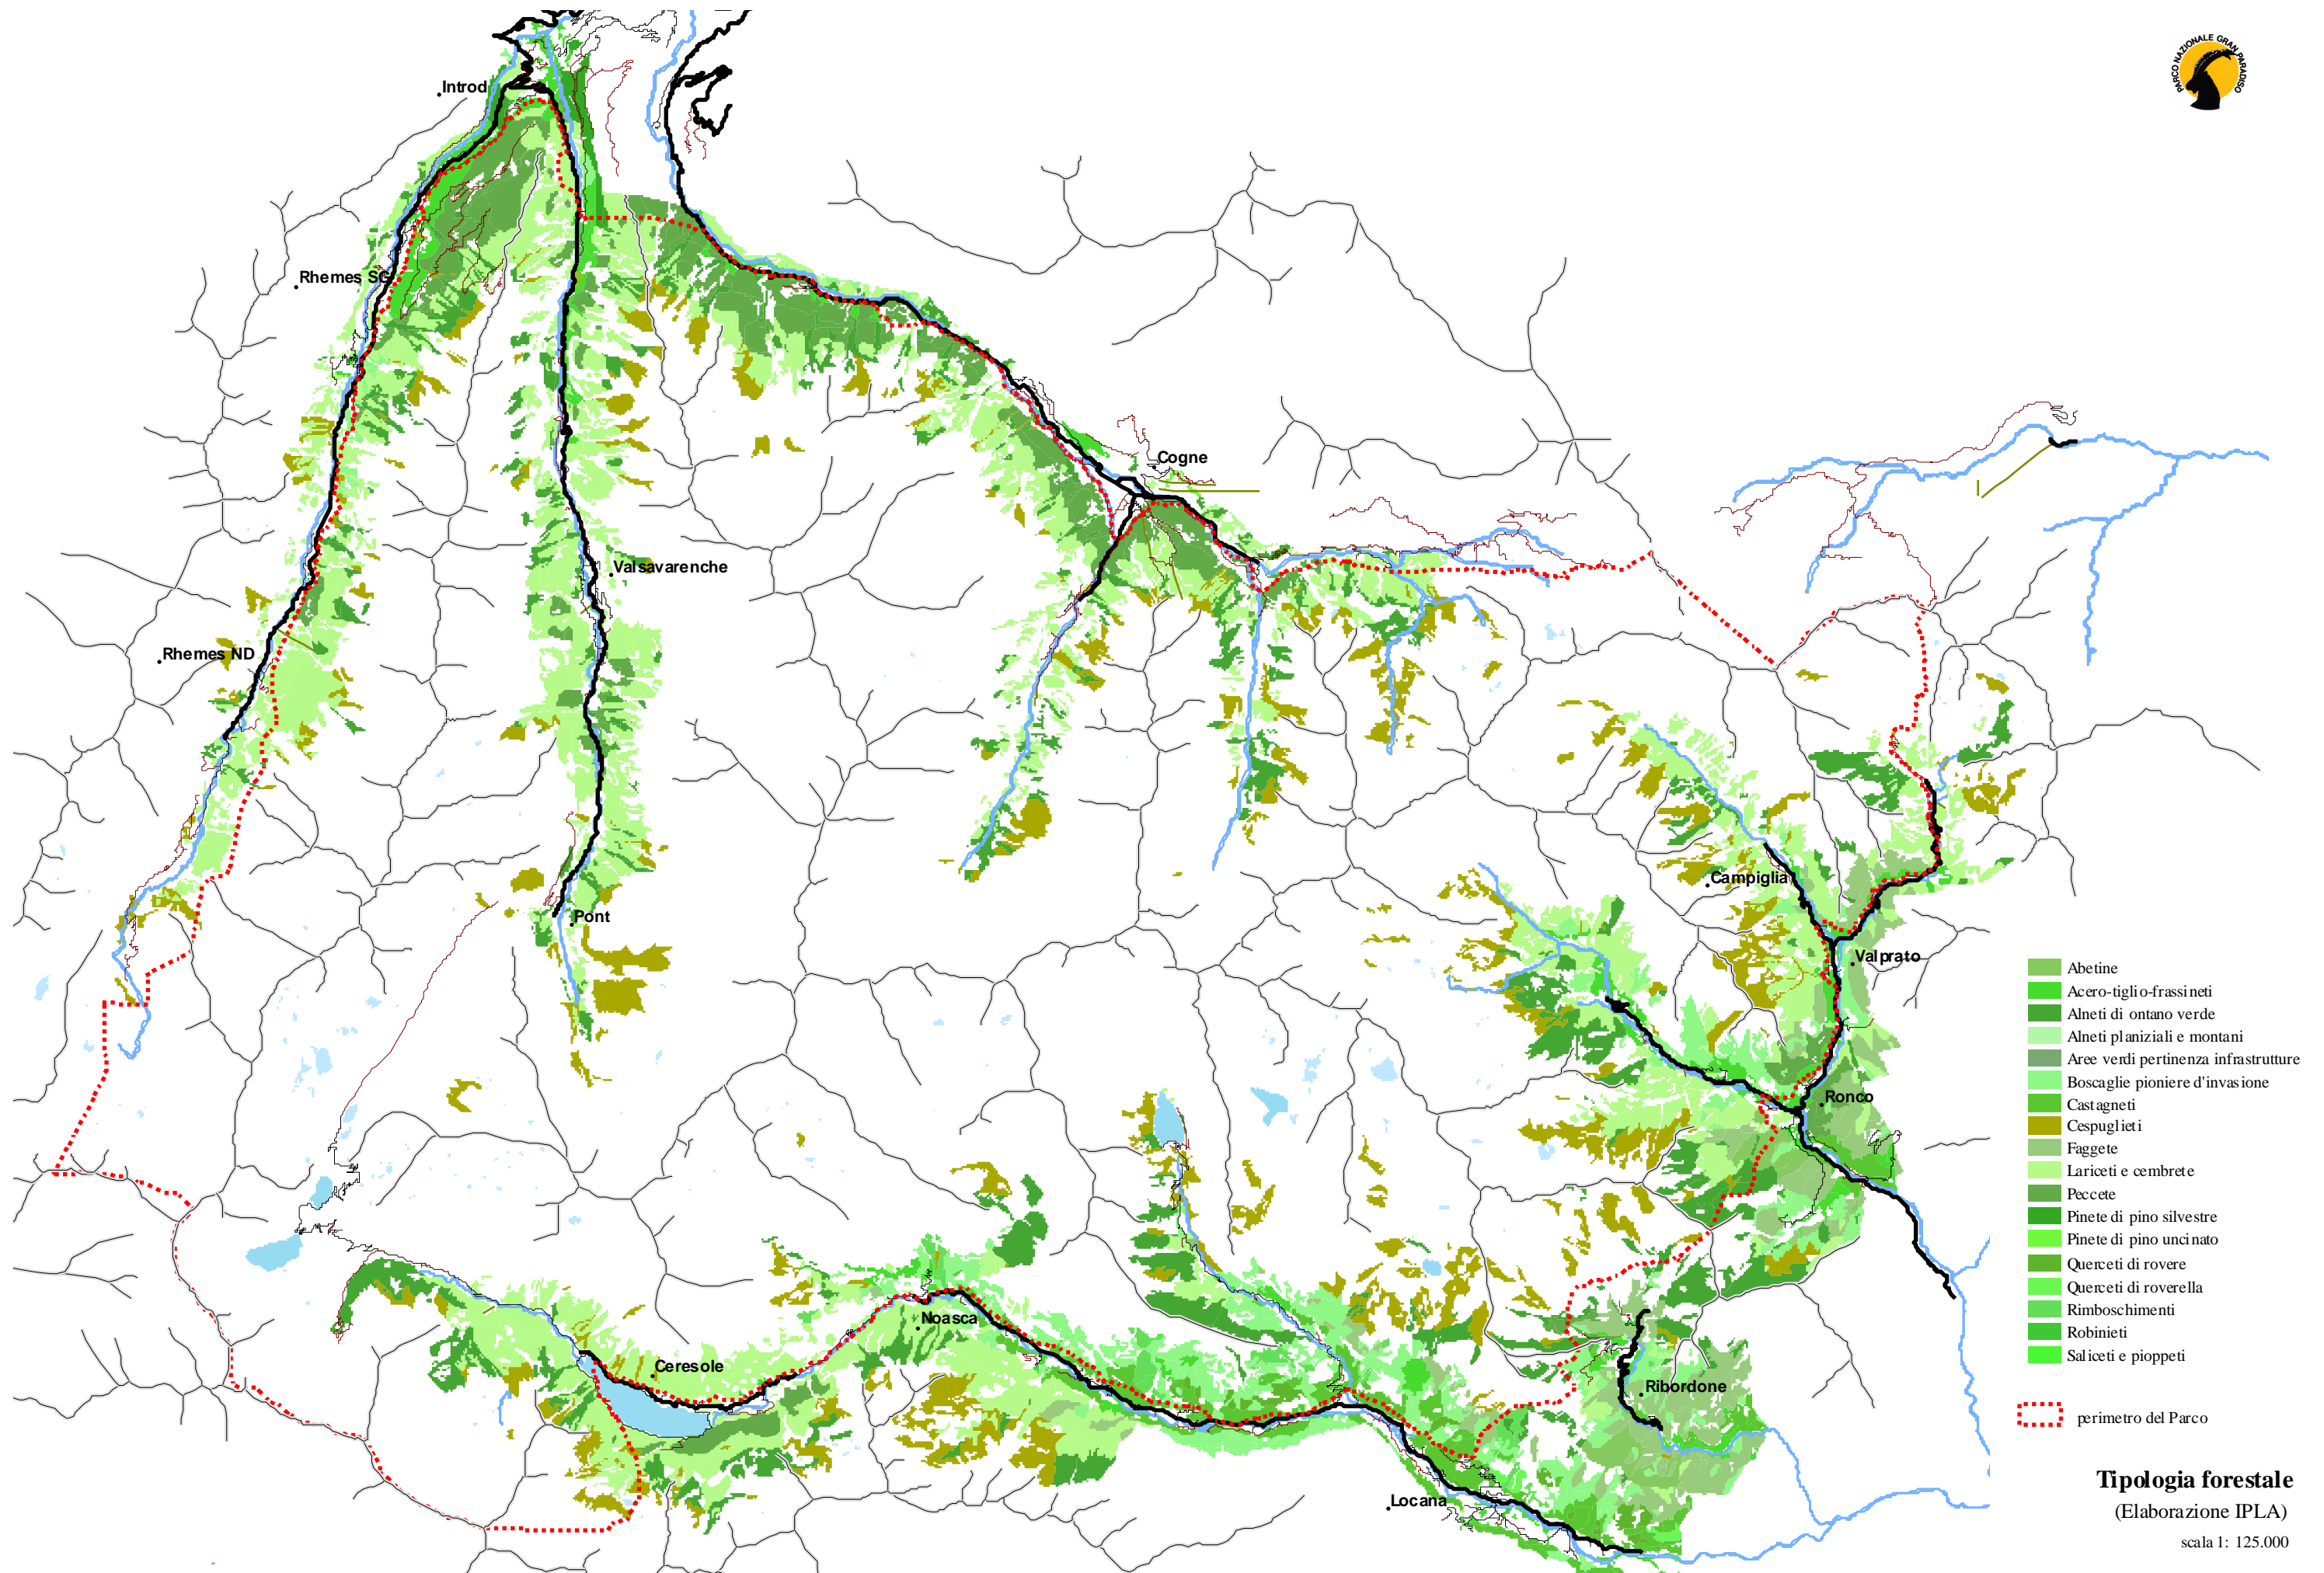 PARCO NAZIONALE GRAN PARADISO
Introd
Rhemes SG
Cogne
Valsavarenche
Rhemes ND
Campiglia
Pont
Valprato
Ronco
Noasca
Ceresole
Ribordone
Locana
Abetine
Acero-tiglio-frassineti
Alneti di ontano verde
Alneti planiziali e montani
Aree verdi pertinenza infrastrutture
Boscaglie pioniere d'invasione
Castagneti
Cespuglieti
Faggete
Lariceti e cembrete
Peccete
Pinete di pino silvestre
Pinete di pino uncinato
Querceti di rovere
Querceti di roverella
Rimboschimenti
Robinieti
Saliceti e pioppeti
perimetro del Parco
Tipologia forestale
(Elaborazione IPLA)
scala 1: 125.000